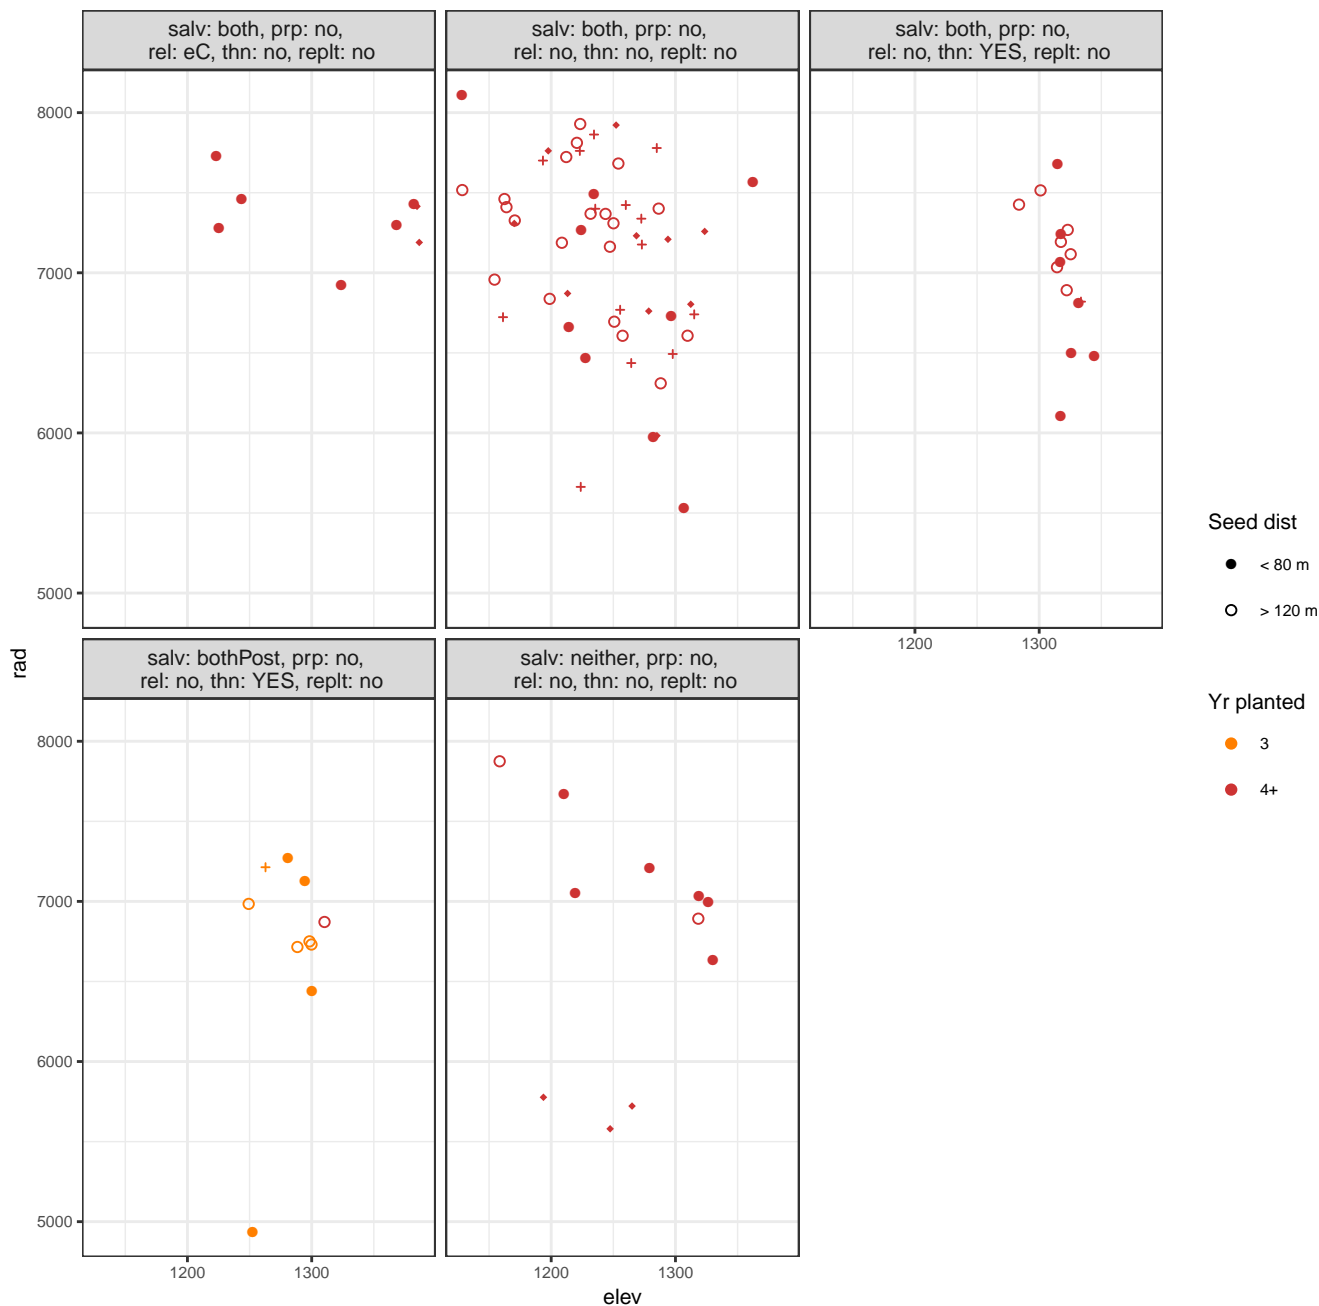 salv: both, prp: no,
rel: eC, thn: no, replt: no
salv: both, prp: no,
rel: no, thn: no, replt: no
salv: both, prp: no,
rel: no, thn: YES, replt: no
8000
7000
6000
5000
1200
1300
rad
salv: bothPost, prp: no,
rel: no, thn: YES, replt: no
salv: neither, prp: no,
rel: no, thn: no, replt: no
8000
7000
6000
5000
1200
1300
1200
1300
elev
Seed dist
< 80 m
> 120 m
Yr planted
3
4+